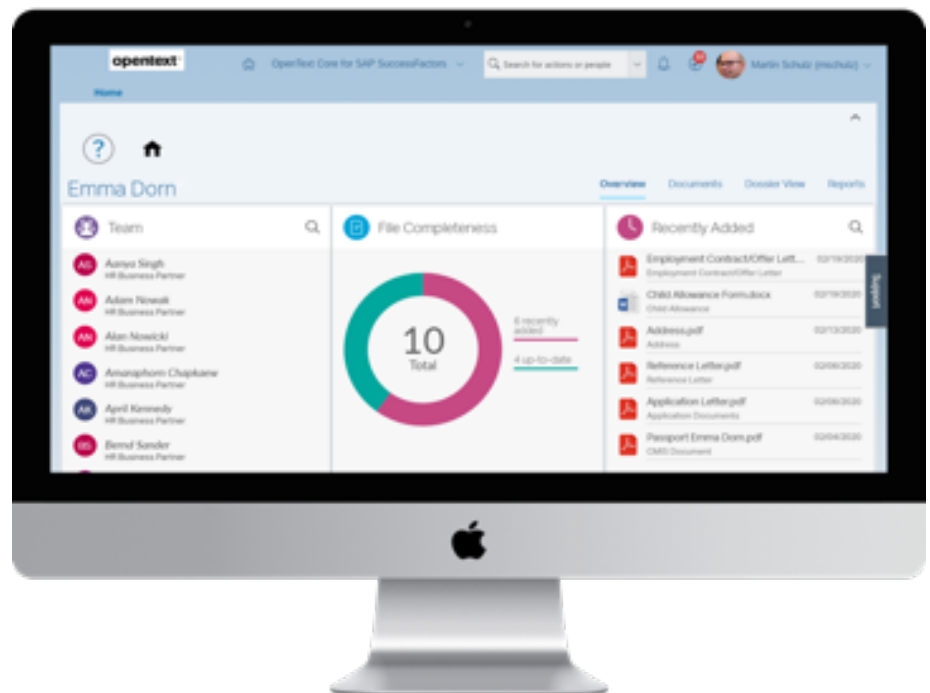 opentext
OpenText Core for SAP SuccessFactors
Search for actions or people
Martin Schulz (mschulz)
Home
?
Emma Dorn
Overview Documents Dossier View Reports
Team
File Completeness
Recently Added
AS Aanya Singh
HR Business Partner
AN Adam Nowak
HR Business Partner
AN Alan Nowicki
HR Business Partner
AC Amaraphorn Chapkaew
HR Business Partner
AK April Kennedy
HR Business Partner
BS Bernd Sander
HR Business Partner
10
Total
6 recently
added
4 up-to-date
Employment Contract/Offer Lett... 02/19/2020
Employment Contract/Offer Letter
Child Allowance Form.docx 02/19/2020
Child Allowance
Address.pdf 02/13/2020
Address
Reference Letter.pdf 02/06/2020
Reference Letter
Application Letter.pdf 02/06/2020
Application Documents
Passport Emma Dorn.pdf 02/04/2020
CMIS Document
Support